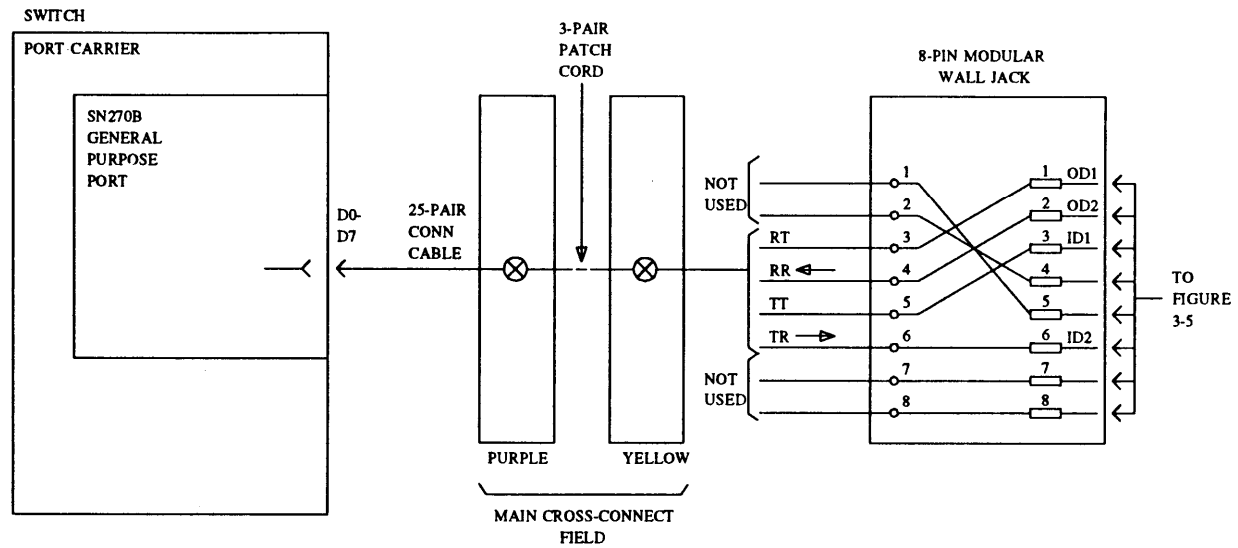 SWITCH
PORT CARRIER
SN270B
GENERAL
PURPOSE
PORT
D0-
D7
25-PAIR
CONN
CABLE
3-PAIR
PATCH
CORD
PURPLE
YELLOW
MAIN CROSS-CONNECT
FIELD
NOT
USED
RT
RR
TT
TR
NOT
USED
8-PIN MODULAR
WALL JACK
1
2
3
4
5
6
7
8
1 OD1
2 OD2
3 ID1
4
5
6 ID2
7
8
TO
FIGURE
3-5